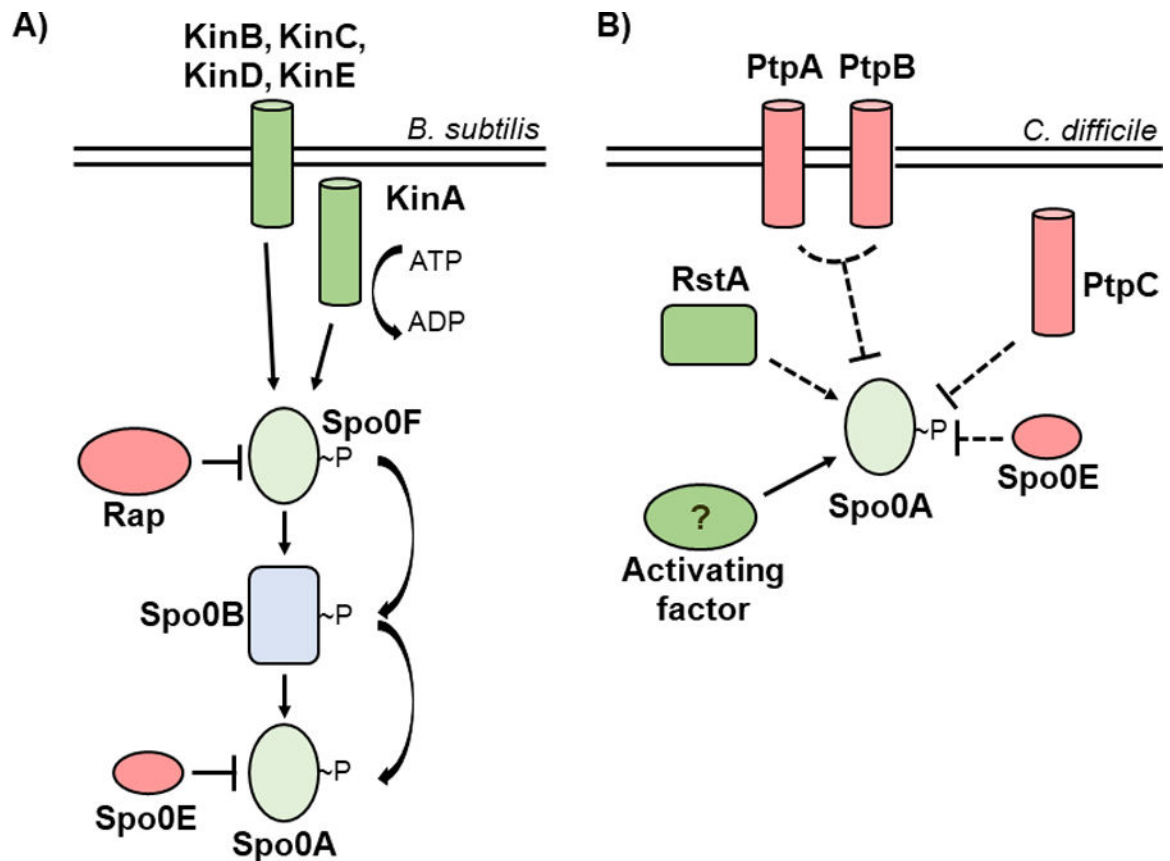 A)
KinB, KinC,
KinD, KinE
B. subtilis
KinA
ATP
ADP
Spo0F
~P
Rap
Spo0B
~P
~P
Spo0E
Spo0A
B)
PtpA PtpB
C. difficile
RstA
PtpC
~P
Spo0E
Spo0A
?
Activating
factor